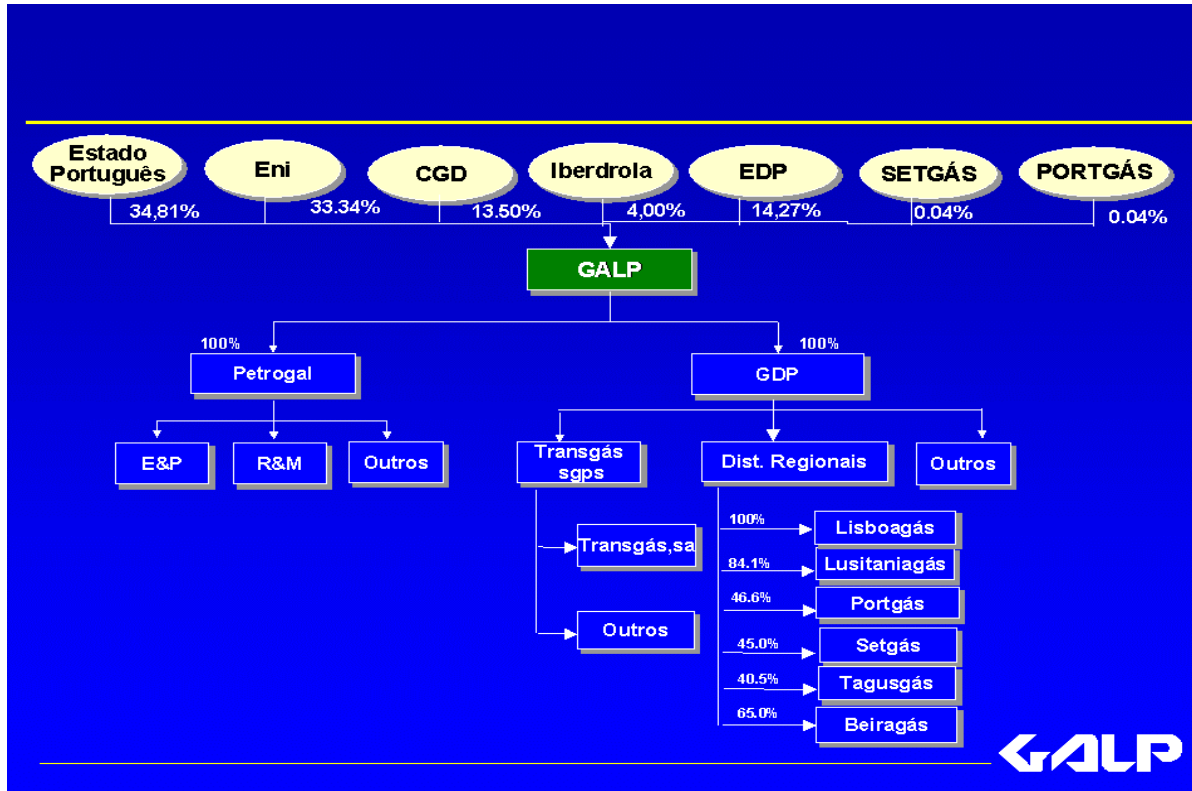 Estado
Português
Eni
CGD
Iberdrola
EDP
SETGÁS
PORTGÁS
34,81%
33.34%
13.50%
4,00%
14,27%
0.04%
0.04%
GALP
100%
100%
Petrogal
GDP
E&P
R&M
Outros
Transgás
sgps
Dist. Regionais
Outros
Transgás,sa
Outros
100%
Lisboagás
84.1%
Lusitaniagás
46.6%
Portgás
45.0%
Setgás
40.5%
Tagusgás
65.0%
Beiragás
GALP